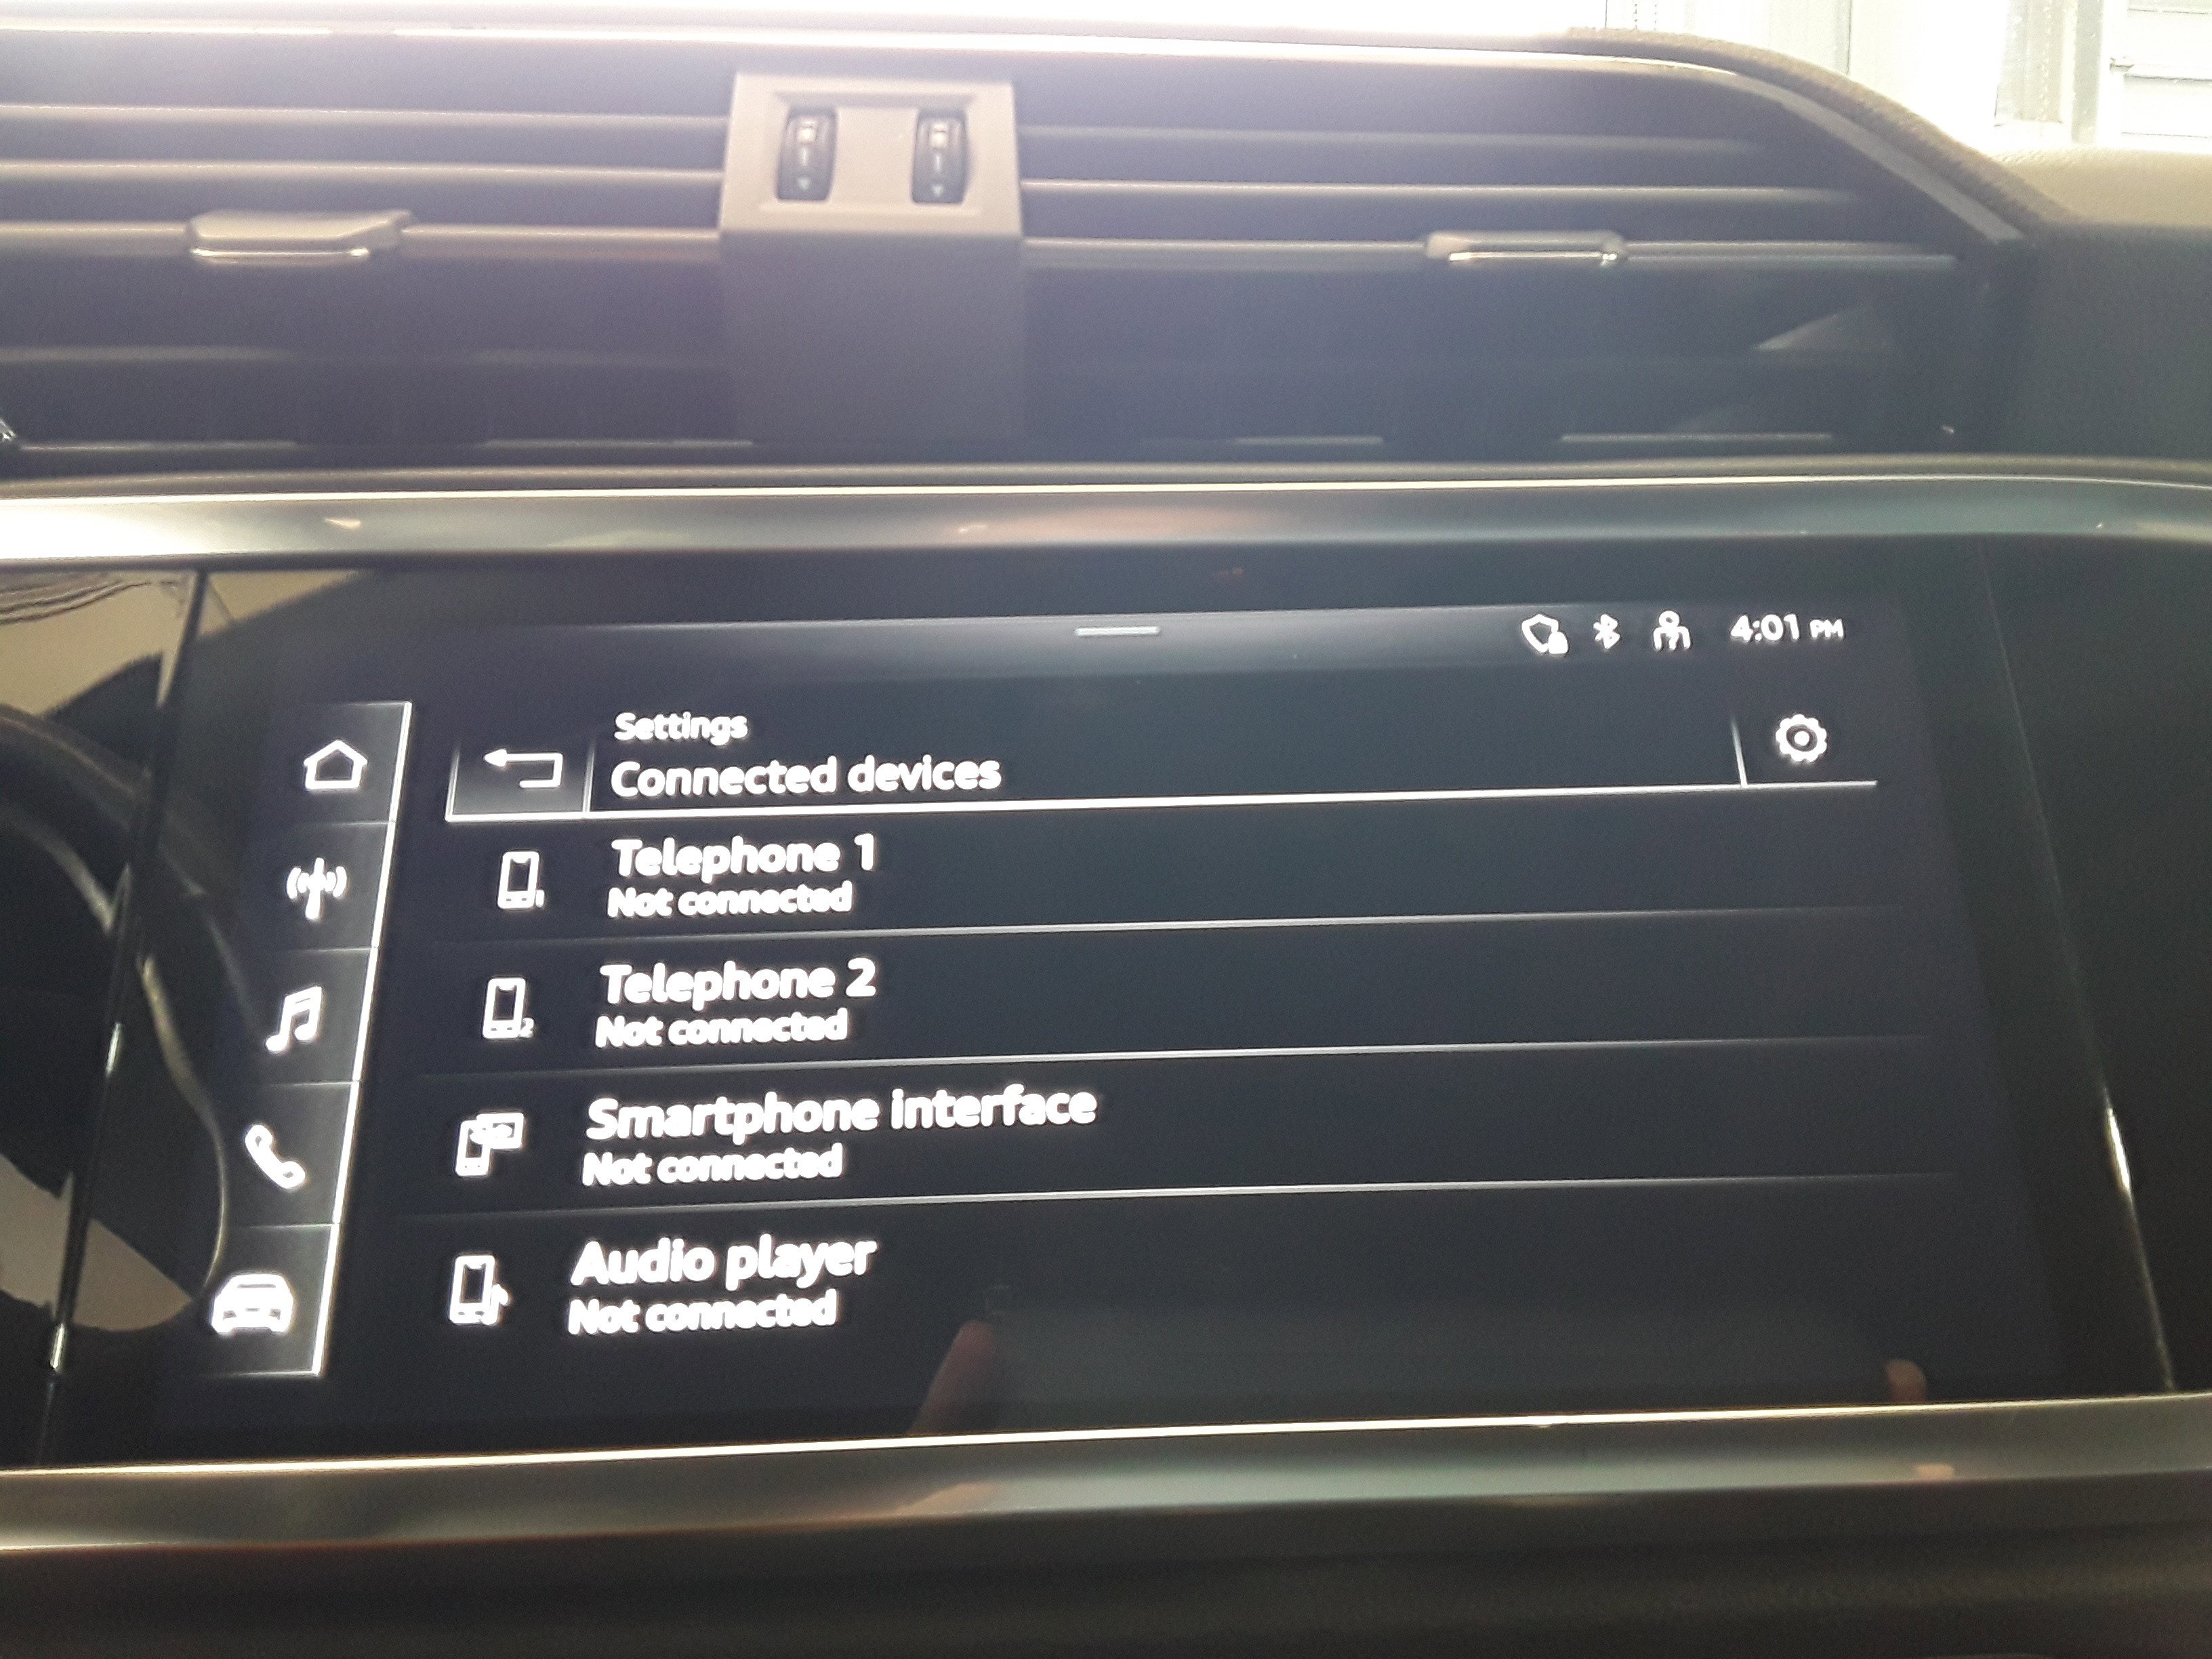 4:01 PM
Settings
Connected devices
Telephone 1
Not connected
Telephone 2
Not connected
Smartphone interface
Not connected
Audio player
Not connected